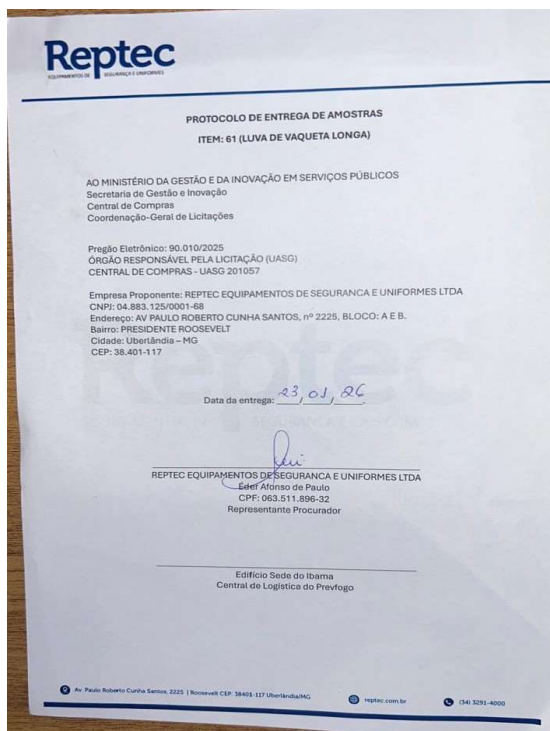 Reptec
EQUIPAMENTOS DE SEGURANÇA E UNIFORMES
PROTOCOLO DE ENTREGA DE AMOSTRAS
ITEM: 61 (LUVA DE VAQUETA LONGA)
AO MINISTÉRIO DA GESTÃO E DA INOVAÇÃO EM SERVIÇOS PÚBLICOS
Secretaria de Gestão e Inovação
Central de Compras
Coordenação-Geral de Licitações
Pregão Eletrônico: 90.010/2025
ÓRGÃO RESPONSÁVEL PELA LICITAÇÃO (UASG)
CENTRAL DE COMPRAS - UASG 201057
Empresa Proponente: REPTEC EQUIPAMENTOS DE SEGURANCA E UNIFORMES LTDA
CNPJ: 04.883.125/0001-68
Endereço: AV PAULO ROBERTO CUNHA SANTOS, nº 2225, BLOCO: A E B.
Bairro: PRESIDENTE ROOSEVELT
Cidade: Uberlândia – MG
CEP: 38.401-117
Reptec
Data da entrega: 23/01/26
REPTEC EQUIPAMENTOS DE SEGURANCA E UNIFORMES LTDA
Éder Afonso de Paulo
CPF: 063.511.896-32
Representante Procurador
Edifício Sede do Ibama
Central de Logística do Prevfogo
Av. Paulo Roberto Cunha Santos, 2225 | Roosevelt CEP: 38401-117 Uberlândia/MG
reptec.com.br
(34) 3291-4000